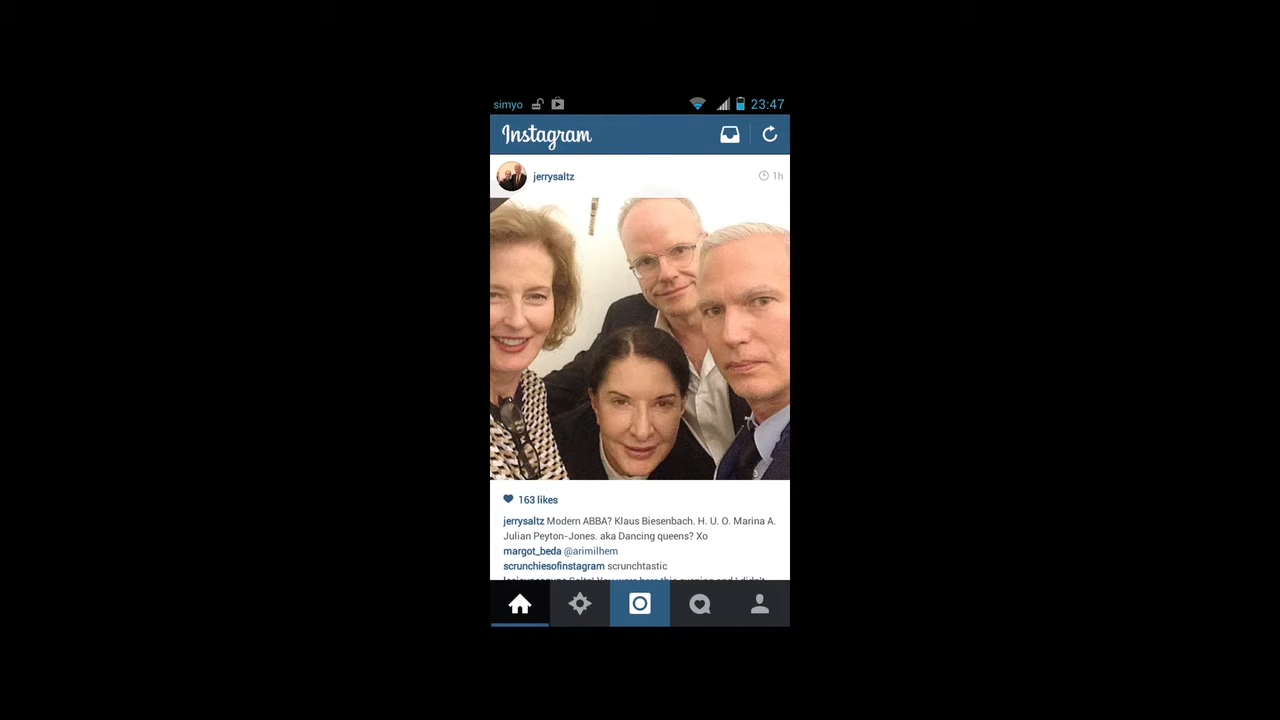 simyo 23:47
Instagram
jerrysaltz 1h
163 likes
jerrysaltz Modern ABBA? Klaus Biesenbach. H. U. O. Marina A.
Julian Peyton-Jones. aka Dancing queens? Xo
margot_beda @arimilhem
scrunchiesofinstagram scrunchtastic